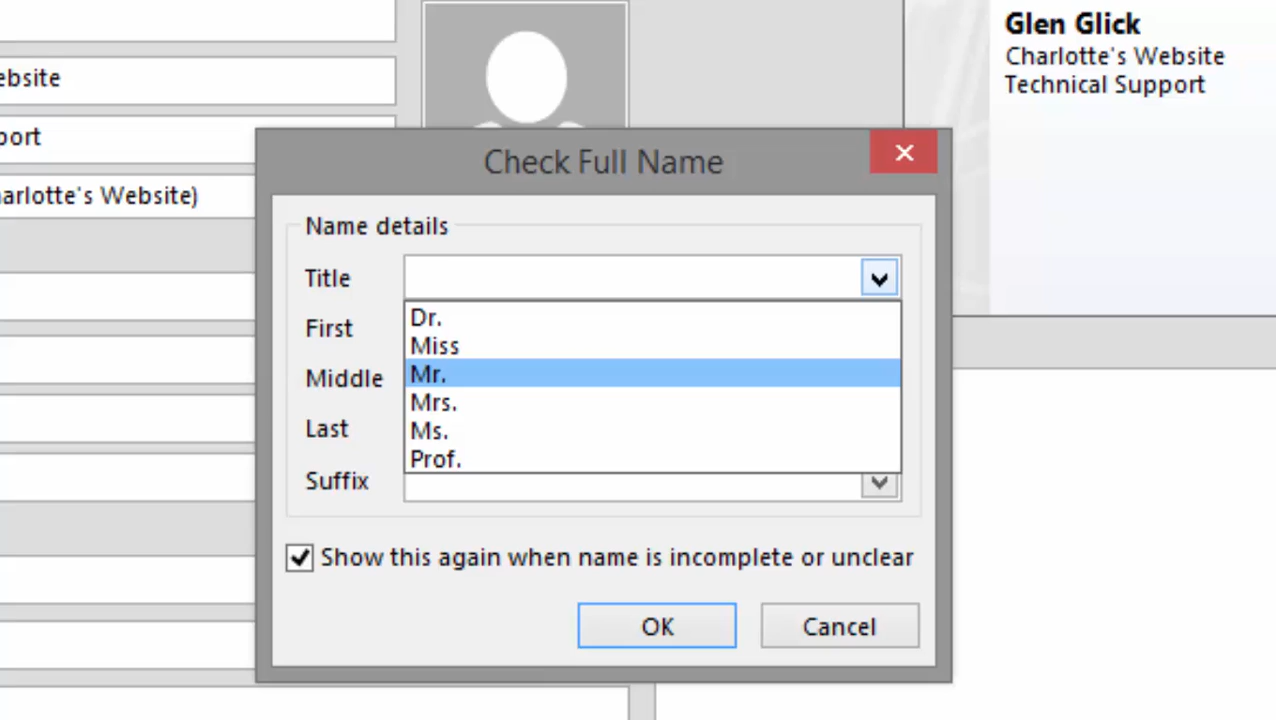 Glen Glick
Charlotte's Website
Technical Support
ebsite
port
arlotte's Website)
Check Full Name
Name details
Title
Dr.
Miss
Mr.
Mrs.
Ms.
Prof.
First
Middle
Last
Suffix
Show this again when name is incomplete or unclear
OK
Cancel